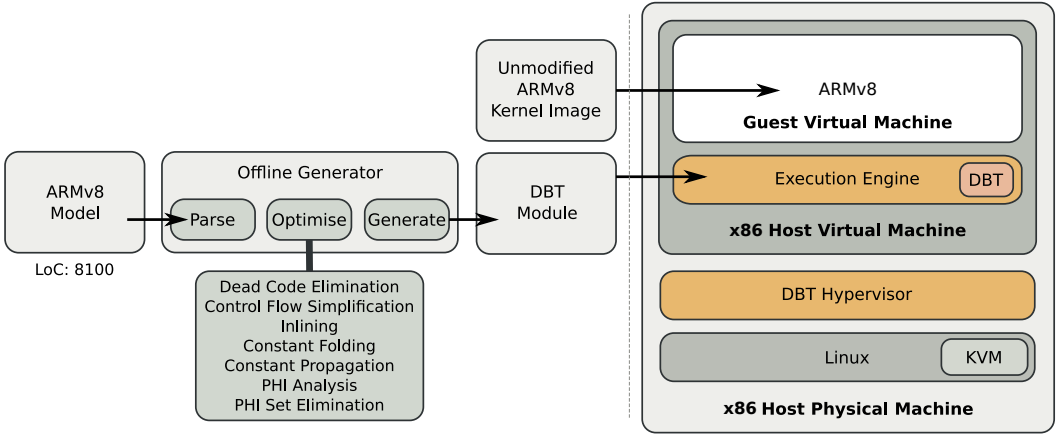 ARMv8
Model
LoC: 8100
Offline Generator
Parse
Optimise
Generate
Dead Code Elimination
Control Flow Simplification
Inlining
Constant Folding
Constant Propagation
PHI Analysis
PHI Set Elimination
Unmodified
ARMv8
Kernel Image
DBT
Module
ARMv8
Guest Virtual Machine
Execution Engine
DBT
x86 Host Virtual Machine
DBT Hypervisor
Linux
KVM
x86 Host Physical Machine